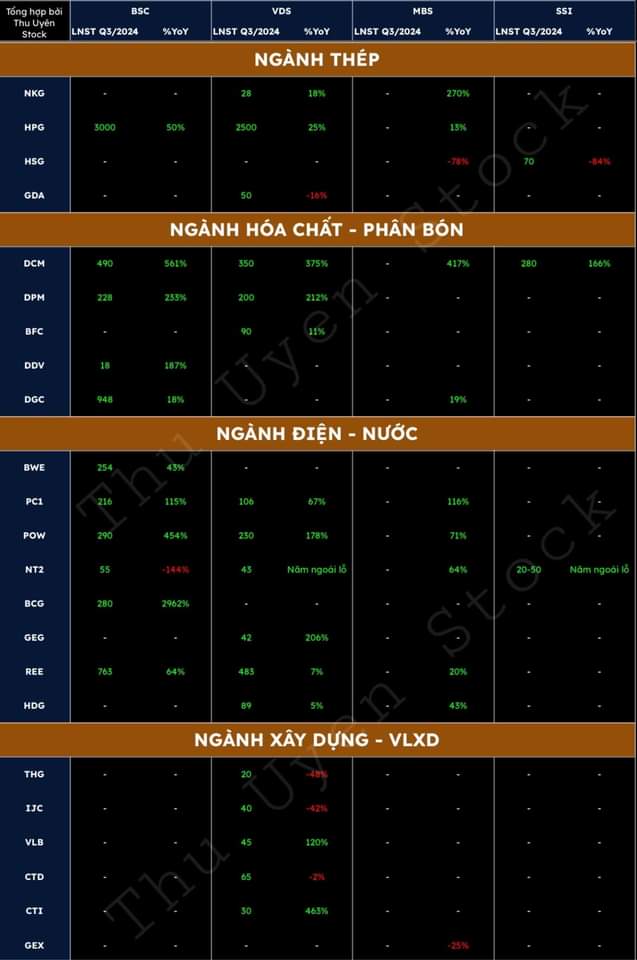 Tổng hợp bởi
Thu Uyên
Stock
BSC VDS MBS SSI
LNST Q3/2024 %YoY LNST Q3/2024 %YoY LNST Q3/2024 %YoY LNST Q3/2024 %YoY
NGÀNH THÉP
NKG - - 28 18% - 270% - -
HPG 3000 50% 2500 25% - 13% - -
HSG - - - - - -78% 70 -84%
GDA - - 50 -16% - - - -
NGÀNH HÓA CHẤT - PHÂN BÓN
DCM 490 561% 350 375% - 417% 280 166%
DPM 228 233% 200 212% - - - -
BFC - - 90 11% - - - -
DDV 18 187% - - - - - -
DGC 948 18% - - - 19% - -
NGÀNH ĐIỆN - NƯỚC
BWE 254 43% - - - - - -
PC1 216 115% 106 67% - 116% - -
POW 290 454% 230 178% - 71% - -
NT2 55 -144% 43 Năm ngoái lỗ - 64% 20-50 Năm ngoái lỗ
BCG 280 2962% - - - - - -
GEG - - 42 206% - - - -
REE 763 64% 483 7% - 20% - -
HDG - - 89 5% - 43% - -
NGÀNH XÂY DỰNG - VLXD
THG - - 20 -48% - - - -
IJC - - 40 -42% - - - -
VLB - - 45 120% - - - -
CTD - - 65 -2% - - - -
CTI - - 30 463% - - - -
GEX - - - - - -25% - -
Thu Uyen Stock
Thu Uyen Stock